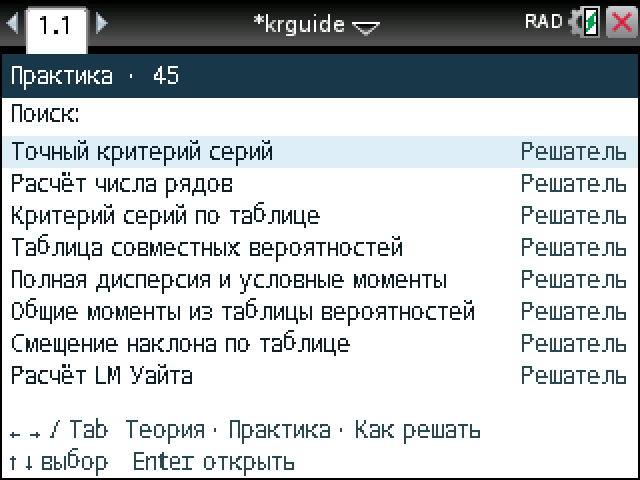 1.1 *krguide RAD
Практика · 45
Поиск:
Точный критерий серий Решатель
Расчёт числа рядов Решатель
Критерий серий по таблице Решатель
Таблица совместных вероятностей Решатель
Полная дисперсия и условные моменты Решатель
Общие моменты из таблицы вероятностей Решатель
Смещение наклона по таблице Решатель
Расчёт LM Уайта Решатель
← → / Tab Теория · Практика · Как решать
↑ ↓ выбор Enter открыть